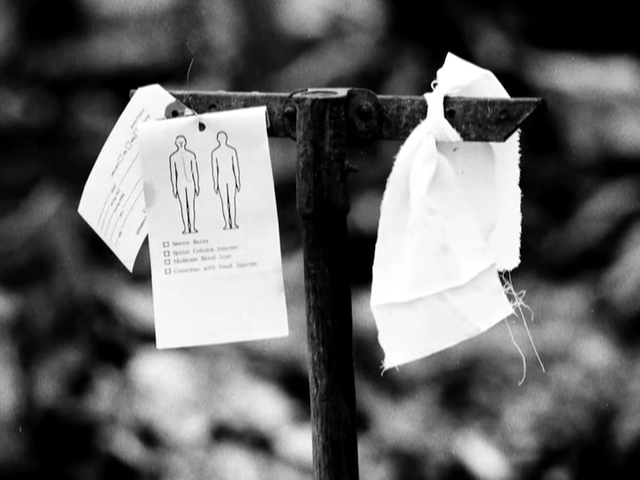 Severe Burns
Spinal Column Injuries
Moderate Blood Loss
Conscious with Head Injuries